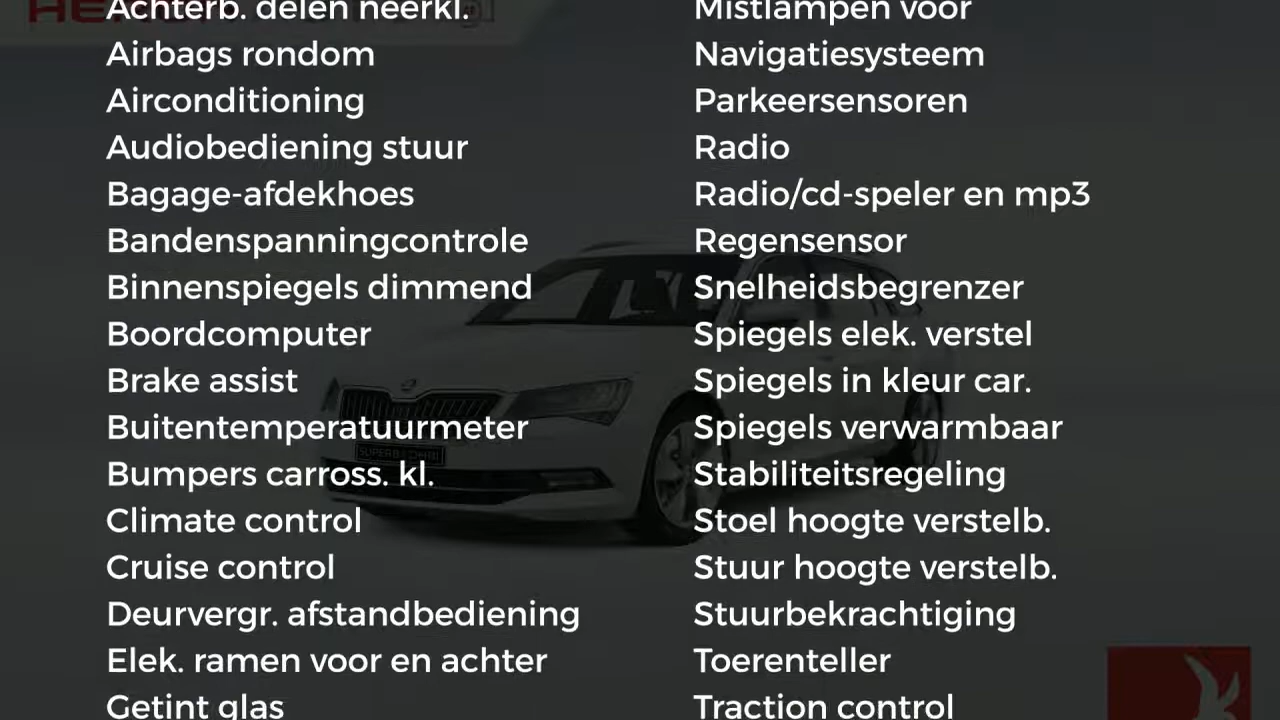 Achterb. delen neerkl.
Airbags rondom
Airconditioning
Audiobediening stuur
Bagage-afdekhoes
Bandenspanningcontrole
Binnenspiegels dimmend
Boordcomputer
Brake assist
Buitentemperatuurmeter
Bumpers carross. kl.
Climate control
Cruise control
Deurvergr. afstandbediening
Elek. ramen voor en achter
Getint glas
Mistlampen voor
Navigatiesysteem
Parkeersensoren
Radio
Radio/cd-speler en mp3
Regensensor
Snelheidsbegrenzer
Spiegels elek. verstel
Spiegels in kleur car.
Spiegels verwarmbaar
Stabiliteitsregeling
Stoel hoogte verstelb.
Stuur hoogte verstelb.
Stuurbekrachtiging
Toerenteller
Traction control
SUPERB COMBI